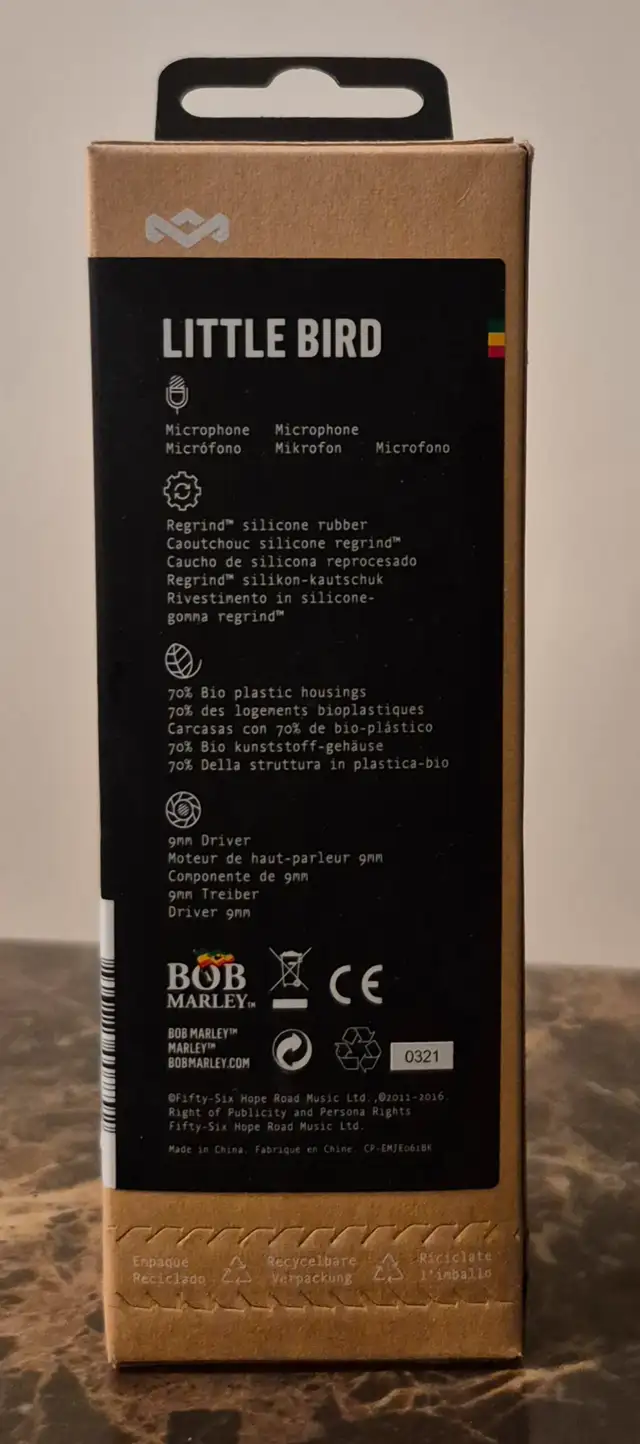 LITTLE BIRD
Microphone Microphone
Micrófono Mikrofon Microfono
Regrind™ silicone rubber
Caoutchouc silicone regrind™
Caucho de silicona reprocesado
Regrind™ silikon-kautschuk
Rivestimento in silicone-
gomma regrind™
70% Bio plastic housings
70% des logements bioplastiques
Carcasas con 70% de bio-plástico
70% Bio kunststoff-gehäuse
70% Della struttura in plastica-bio
9mm Driver
Moteur de haut-parleur 9mm
Componente de 9mm
9mm Treiber
Driver 9mm
BOB
MARLEY™
CE
BOB MARLEY™
MARLEY™
BOBMARLEY.COM
0321
©Fifty-Six Hope Road Music Ltd.,©2011-2016.
Right of Publicity and Persona Rights
Fifty-Six Hope Road Music Ltd.
Made in China. Fabrique en Chine. CP-EMJE061BK
Empaque Recycelbare Riciclate
Reciclado Verpackung l'imballo